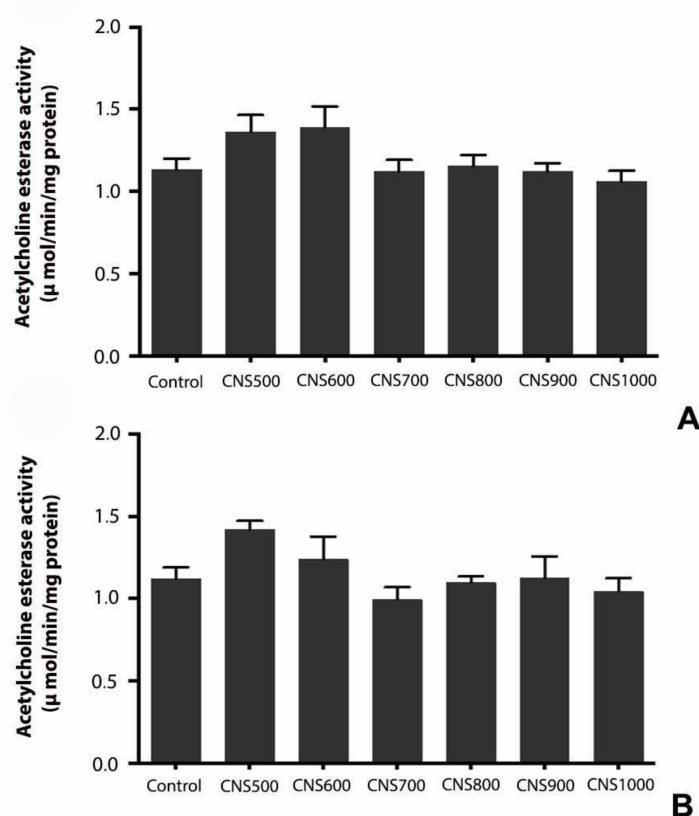 Acetylcholine esterase activity
(µ mol/min/mg protein)
2.0
1.5
1.0
0.5
0.0
Control CNS500 CNS600 CNS700 CNS800 CNS900 CNS1000
A
Acetylcholine esterase activity
(µ mol/min/mg protein)
2.0
1.5
1.0
0.5
0.0
Control CNS500 CNS600 CNS700 CNS800 CNS900 CNS1000
B